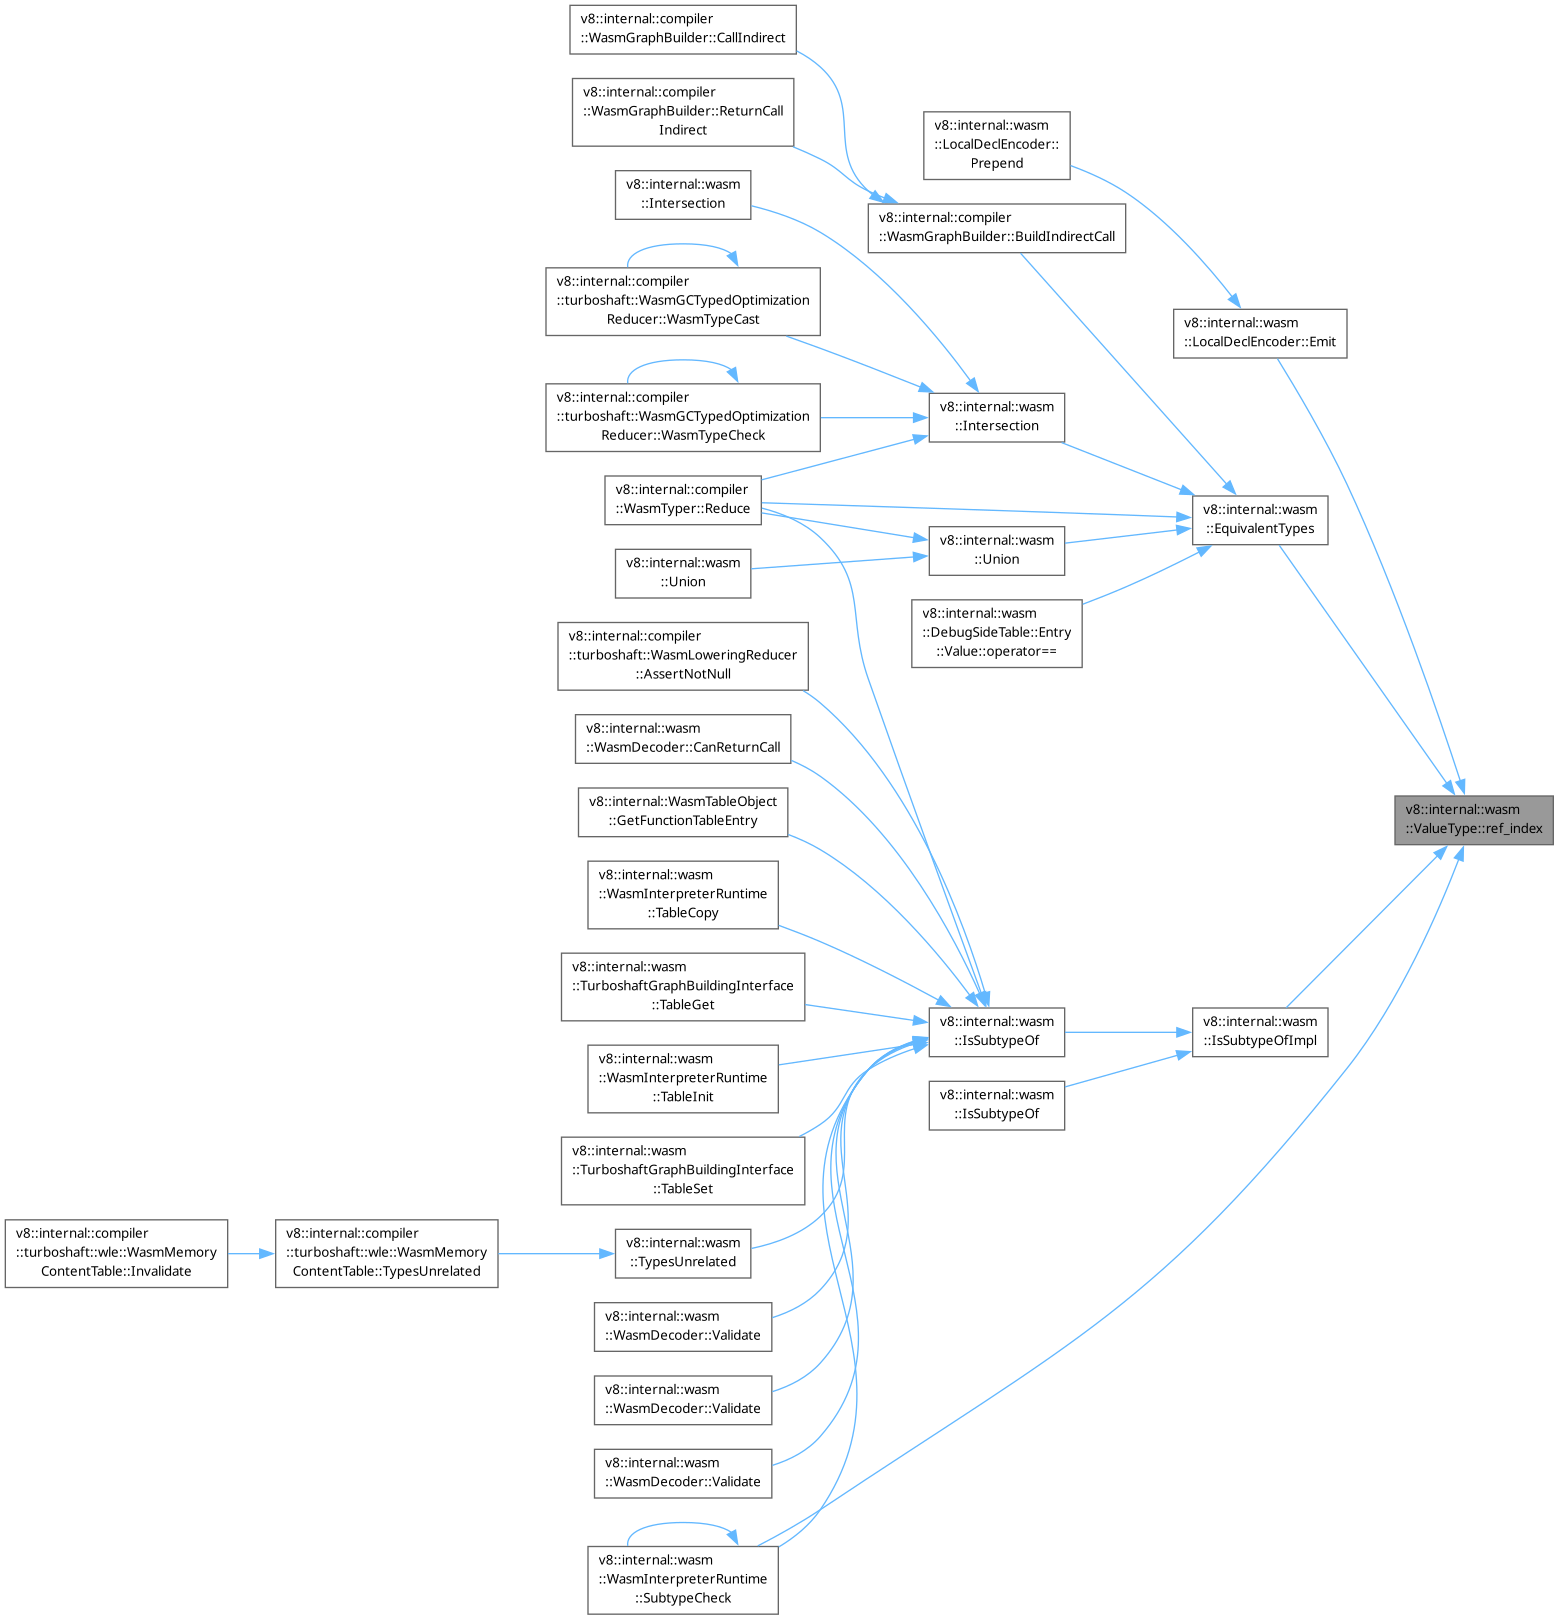 v8::internal::compiler
::WasmGraphBuilder::CallIndirect
v8::internal::compiler
::WasmGraphBuilder::ReturnCall
Indirect
v8::internal::wasm
::LocalDeclEncoder::
Prepend
v8::internal::wasm
::Intersection
v8::internal::compiler
::WasmGraphBuilder::BuildIndirectCall
v8::internal::compiler
::turboshaft::WasmGCTypedOptimization
Reducer::WasmTypeCast
v8::internal::wasm
::LocalDeclEncoder::Emit
v8::internal::compiler
::turboshaft::WasmGCTypedOptimization
Reducer::WasmTypeCheck
v8::internal::wasm
::Intersection
v8::internal::compiler
::WasmTyper::Reduce
v8::internal::wasm
::EquivalentTypes
v8::internal::wasm
::Union
v8::internal::wasm
::Union
v8::internal::wasm
::DebugSideTable::Entry
::Value::operator==
v8::internal::compiler
::turboshaft::WasmLoweringReducer
::AssertNotNull
v8::internal::wasm
::WasmDecoder::CanReturnCall
v8::internal::WasmTableObject
::GetFunctionTableEntry
v8::internal::wasm
::ValueType::ref_index
v8::internal::wasm
::WasmInterpreterRuntime
::TableCopy
v8::internal::wasm
::TurboshaftGraphBuildingInterface
::TableGet
v8::internal::wasm
::IsSubtypeOf
v8::internal::wasm
::IsSubtypeOfImpl
v8::internal::wasm
::WasmInterpreterRuntime
::TableInit
v8::internal::wasm
::IsSubtypeOf
v8::internal::wasm
::TurboshaftGraphBuildingInterface
::TableSet
v8::internal::compiler
::turboshaft::wle::WasmMemory
ContentTable::Invalidate
v8::internal::compiler
::turboshaft::wle::WasmMemory
ContentTable::TypesUnrelated
v8::internal::wasm
::TypesUnrelated
v8::internal::wasm
::WasmDecoder::Validate
v8::internal::wasm
::WasmDecoder::Validate
v8::internal::wasm
::WasmDecoder::Validate
v8::internal::wasm
::WasmInterpreterRuntime
::SubtypeCheck